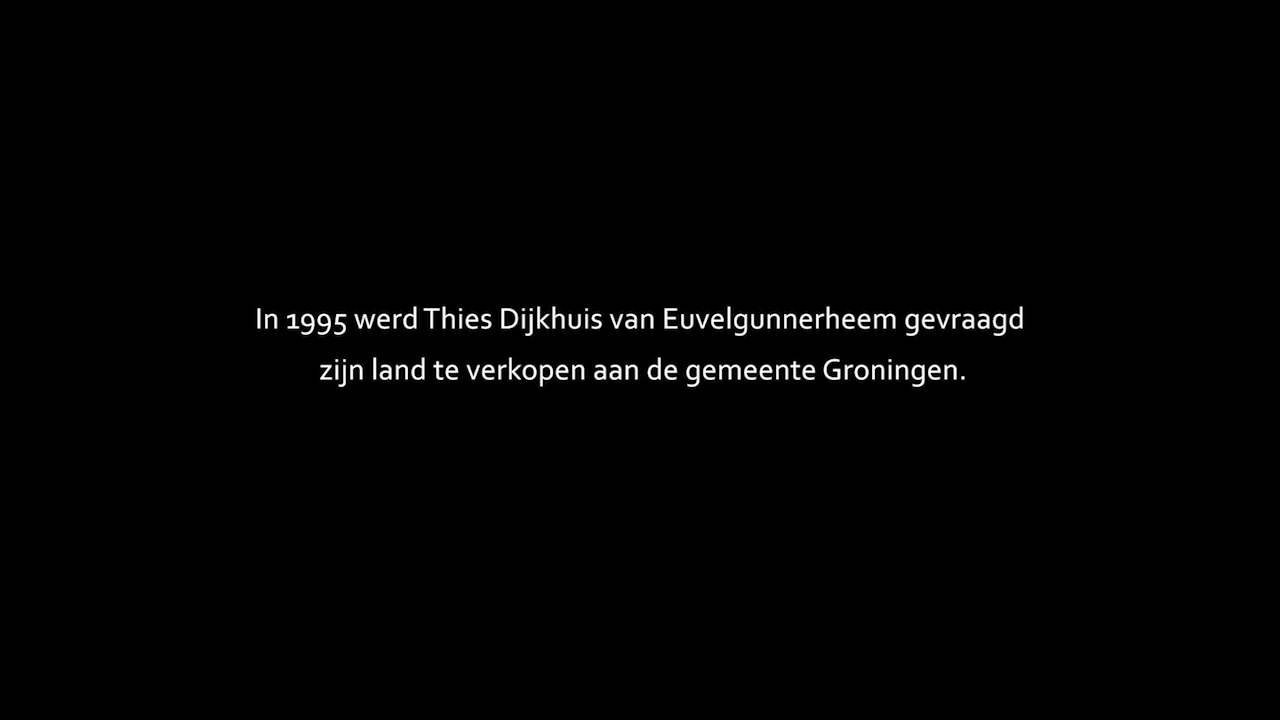 In 1995 werd Thies Dijkhuis van Euvelgunnerheem gevraagd
zijn land te verkopen aan de gemeente Groningen.